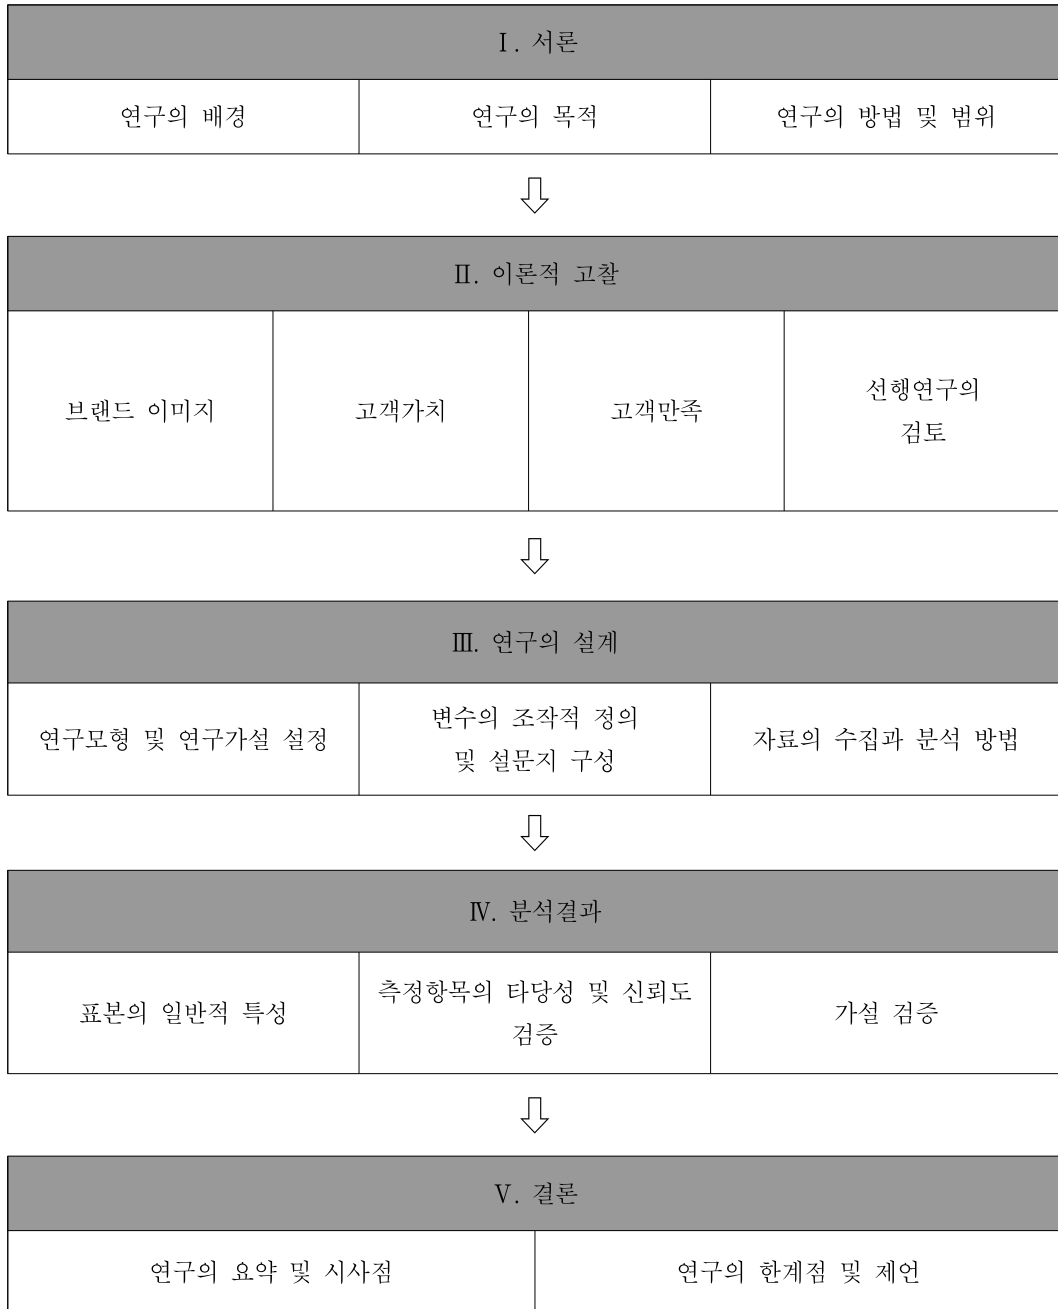 Ⅰ. 서론
연구의 배경
연구의 목적
연구의 방법 및 범위
Ⅱ. 이론적 고찰
브랜드 이미지
고객가치
고객만족
선행연구의
검토
Ⅲ. 연구의 설계
연구모형 및 연구가설 설정
변수의 조작적 정의
및 설문지 구성
자료의 수집과 분석 방법
Ⅳ. 분석결과
표본의 일반적 특성
측정항목의 타당성 및 신뢰도
검증
가설 검증
Ⅴ. 결론
연구의 요약 및 시사점
연구의 한계점 및 제언